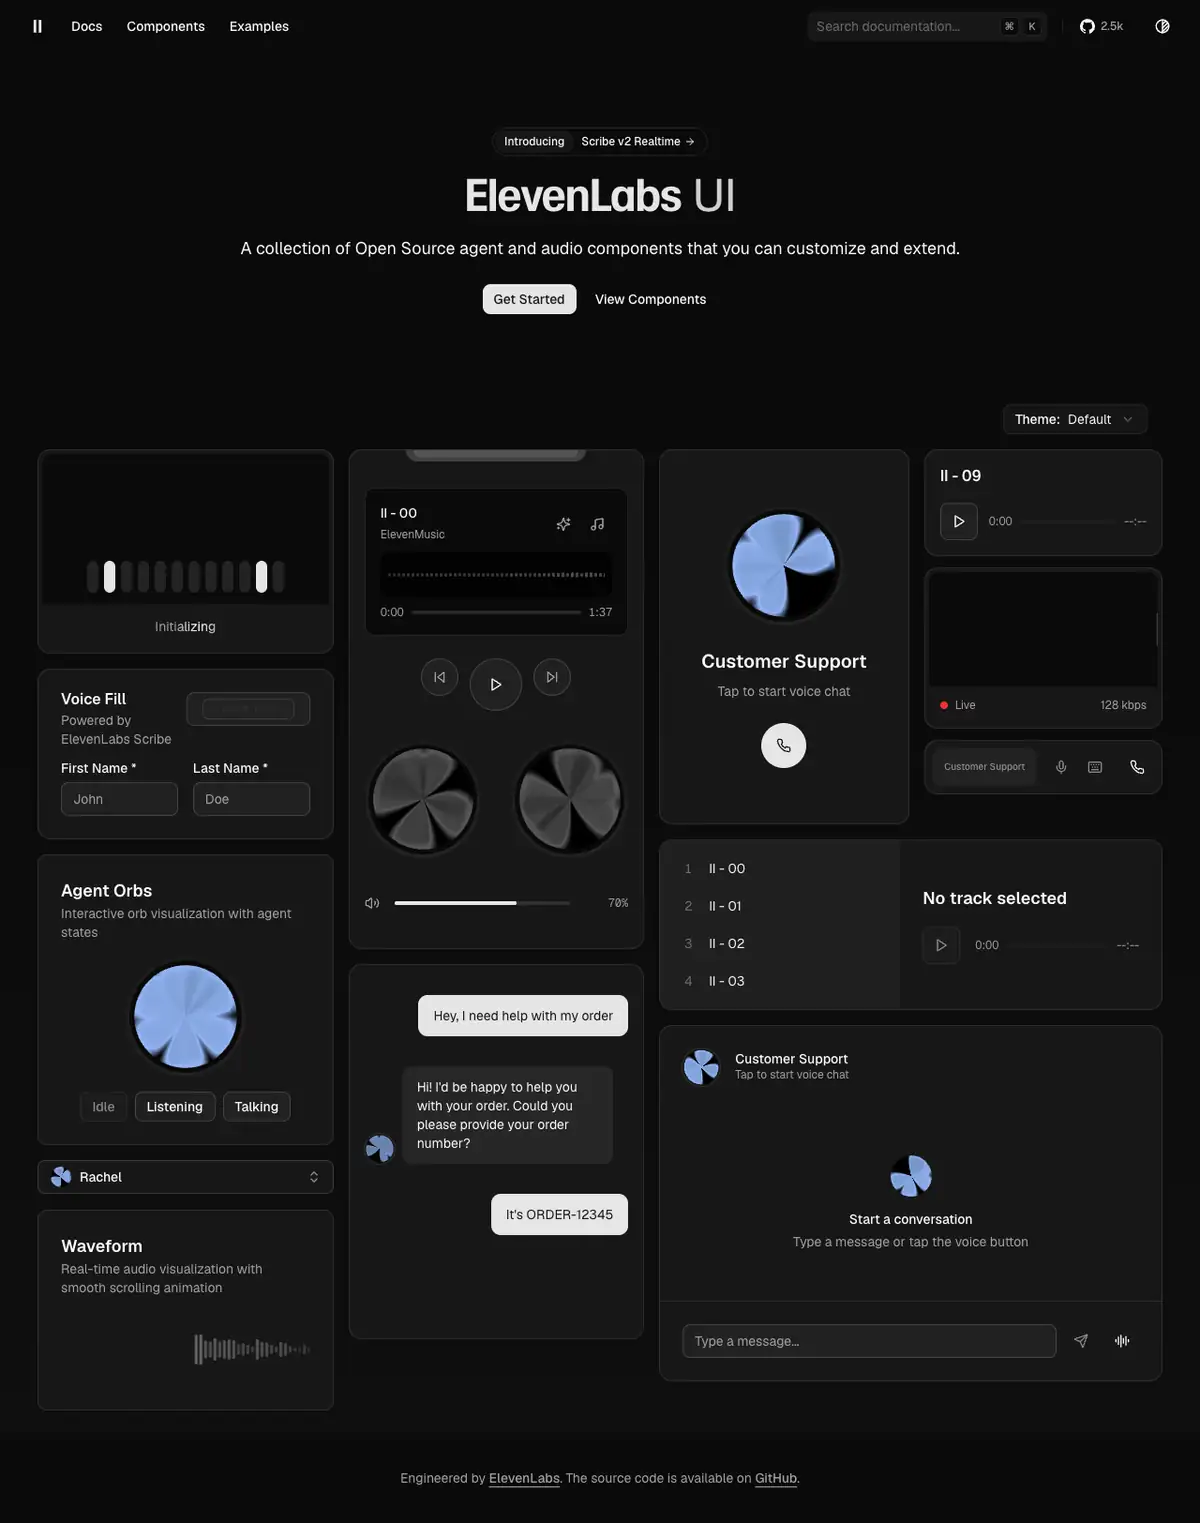 Docs Components Examples
Search documentation... ⌘ K
2.5k
Introducing Scribe v2 Realtime →
ElevenLabs UI
A collection of Open Source agent and audio components that you can customize and extend.
Get Started View Components
Theme: Default
Initializing
Voice Fill
Powered by
ElevenLabs Scribe
First Name * Last Name *
John Doe
Agent Orbs
Interactive orb visualization with agent
states
Idle Listening Talking
Rachel
Waveform
Real-time audio visualization with
smooth scrolling animation
II - 00
ElevenMusic
0:00 1:37
70%
Hey, I need help with my order
Hi! I'd be happy to help you
with your order. Could you
please provide your order
number?
It's ORDER-12345
Customer Support
Tap to start voice chat
II - 09
0:00 --:--
Live 128 kbps
Customer Support
1 II - 00
2 II - 01
3 II - 02
4 II - 03
No track selected
0:00 --:--
Customer Support
Tap to start voice chat
Start a conversation
Type a message or tap the voice button
Type a message...
Engineered by ElevenLabs. The source code is available on GitHub.